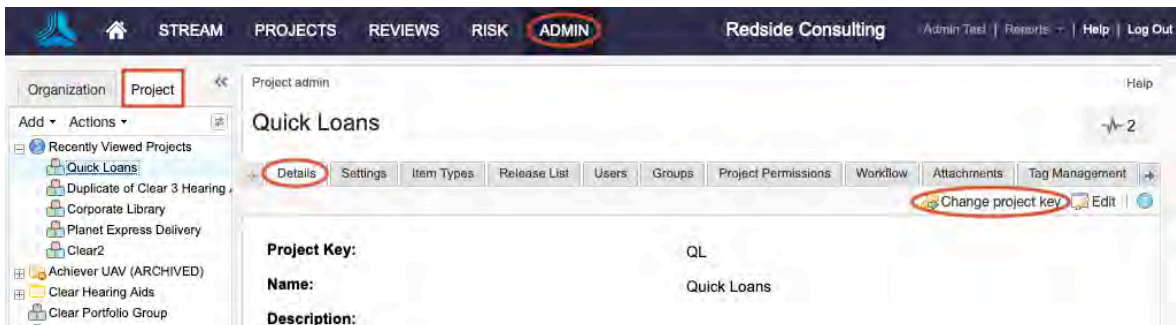 STREAM PROJECTS REVIEWS RISK ADMIN Redside Consulting Admin Test | Reports | Help | Log Out
Organization Project
Add Actions
Recently Viewed Projects
Quick Loans
Duplicate of Clear 3 Hearing
Corporate Library
Planet Express Delivery
Clear2
Achiever UAV (ARCHIVED)
Clear Hearing Aids
Clear Portfolio Group
Project admin Help
Quick Loans 2
Details Settings Item Types Release List Users Groups Project Permissions Workflow Attachments Tag Management
Change project key Edit
Project Key: QL
Name: Quick Loans
Description: